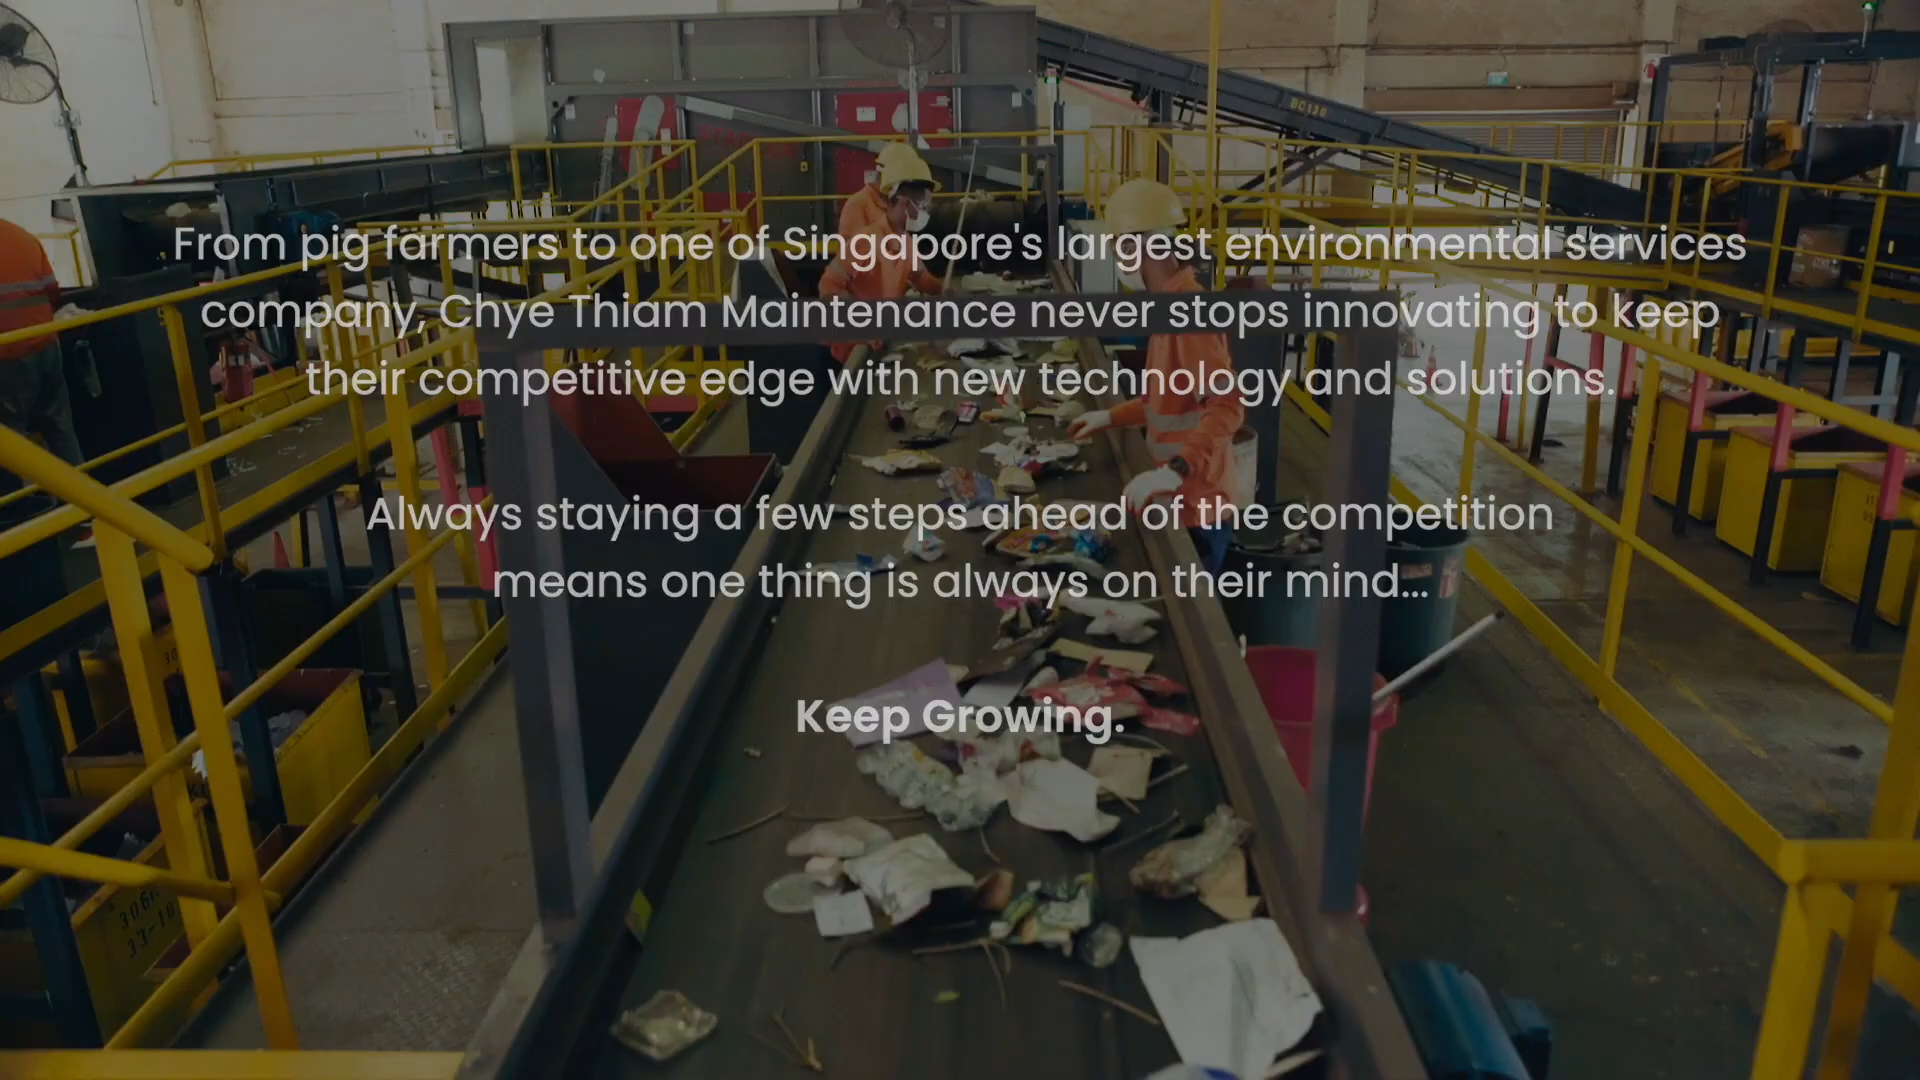 BC138
From pig farmers to one of Singapore's largest environmental services
company, Chye Thiam Maintenance never stops innovating to keep
their competitive edge with new technology and solutions.
Always staying a few steps ahead of the competition
means one thing is always on their mind...
Keep Growing.